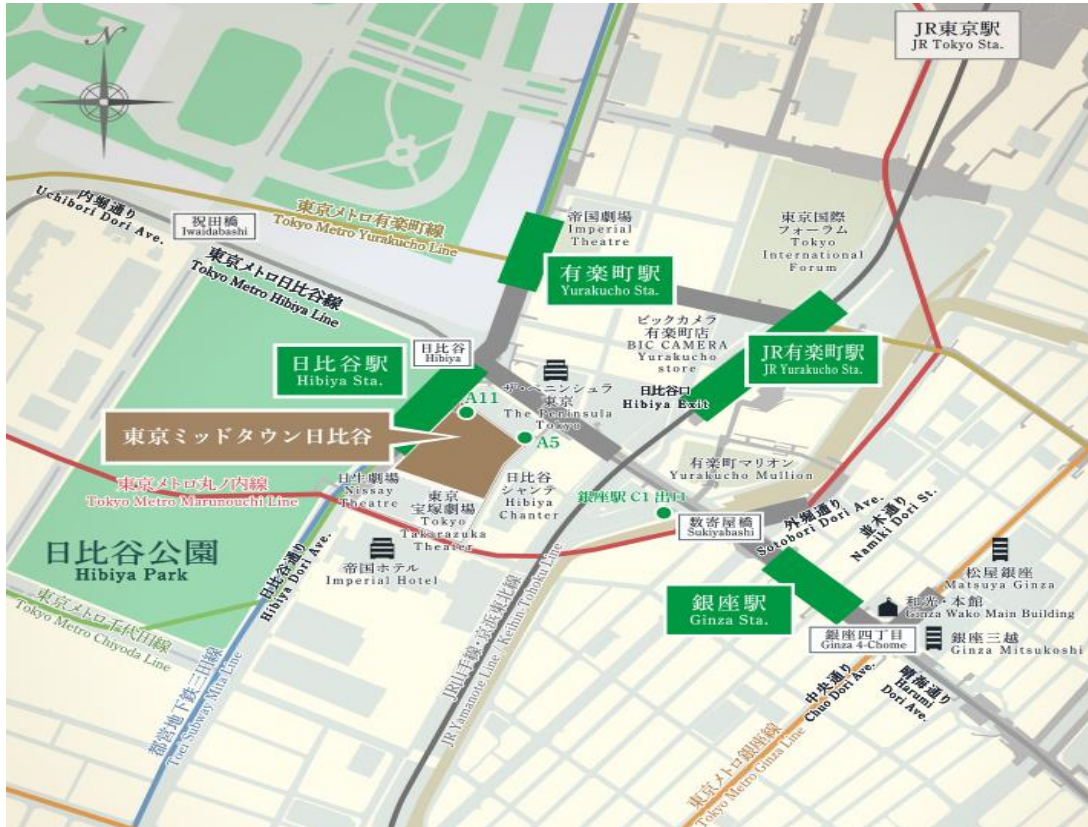 N
JR東京駅
JR Tokyo Sta.
内堀通り
Uchibori Dori Ave.
祝田橋
Iwaidabashi
東京メトロ有楽町線
Tokyo Metro Yurakucho Line
帝国劇場
Imperial
Theatre
東京国際
フォーラム
Tokyo
International
Forum
東京メトロ日比谷線
Tokyo Metro Hibiya Line
有楽町駅
Yurakucho Sta.
ビックカメラ
有楽町店
BIC CAMERA
Yurakucho
store
日比谷駅
Hibiya Sta.
日比谷
Hibiya
JR有楽町駅
JR Yurakucho Sta.
ザ・ペニンシュラ
東京
The Peninsula
Tokyo
日比谷口
Hibiya Exit
A11
東京ミッドタウン日比谷
A5
有楽町マリオン
Yurakucho Mullion
東京メトロ丸ノ内線
Tokyo Metro Marunouchi Line
日生劇場
Nissay
Theatre
東京
宝塚劇場
Tokyo
Takarazuka
Theater
日比谷
シャンテ
Hibiya
Chanter
銀座駅 C1 出口
数寄屋橋
Sukiyabashi
外堀通り
Sotobori Dori Ave.
並木通り
Namiki Dori St.
日比谷公園
Hibiya Park
日比谷通り
Hibiya Dori Ave.
帝国ホテル
Imperial Hotel
銀座駅
Ginza Sta.
松屋銀座
Matsuya Ginza
和光・本館
Ginza Wako Main Building
銀座四丁目
Ginza 4-Chome
銀座三越
Ginza Mitsukoshi
東京メトロ千代田線
Tokyo Metro Chiyoda Line
都営地下鉄三田線
Toei Subway Mita Line
JR山手線・京浜東北線
JR Yamanote Line / Keihin-Tohoku Line
中央通り
Chuo Dori Ave.
晴海通り
Harumi
Dori Ave.
東京メトロ銀座線
Tokyo Metro Ginza Line